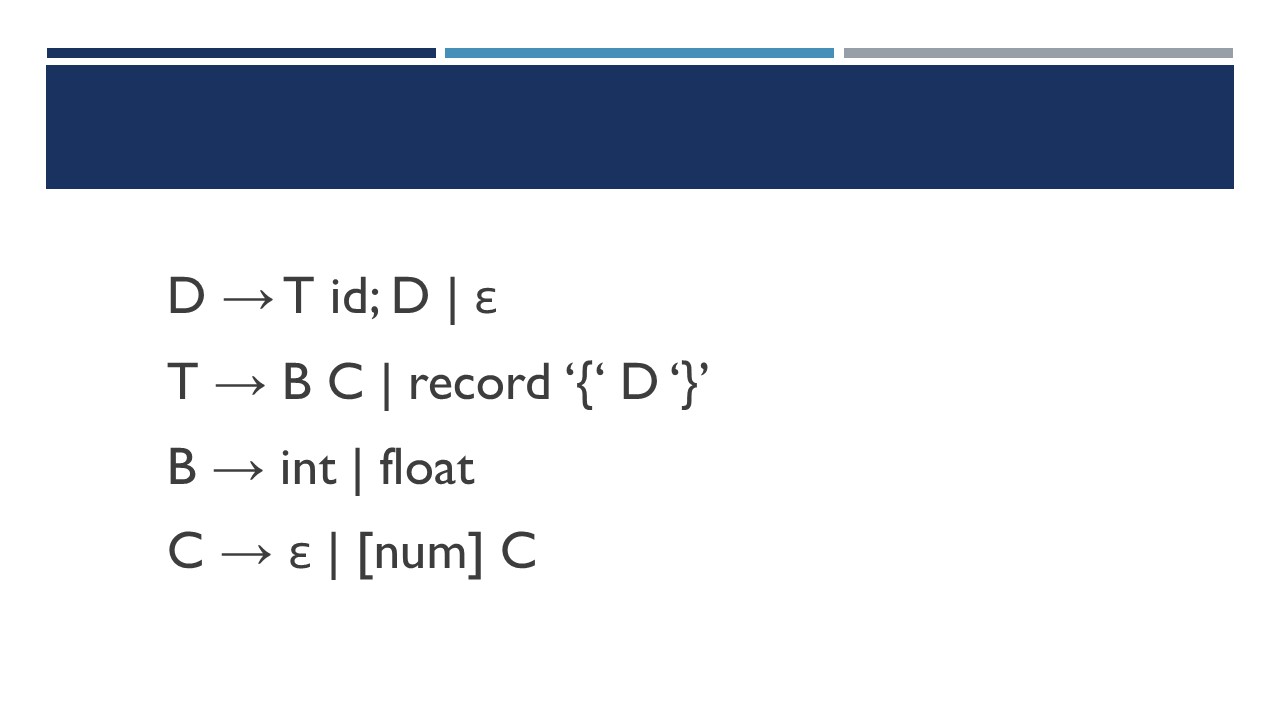 D → T id; D | ε
T → B C | record ‘{‘ D ‘}’
B → int | float
C → ε | [num] C